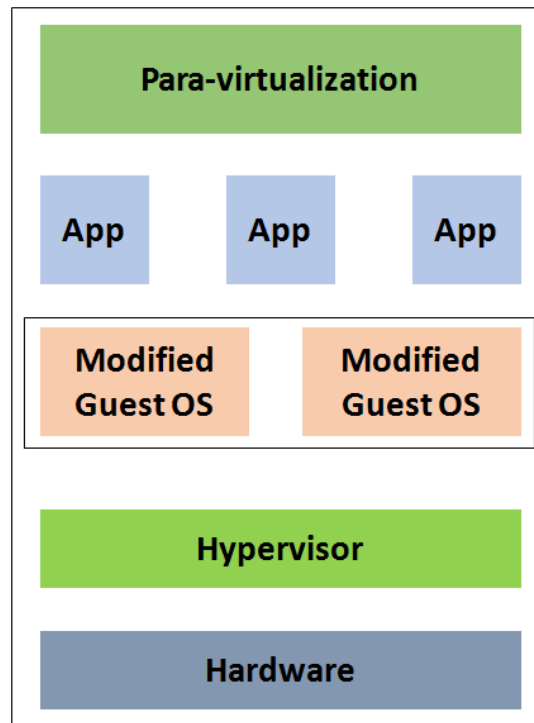 Para-virtualization
App App App
Modified Modified
Guest OS Guest OS
Hypervisor
Hardware